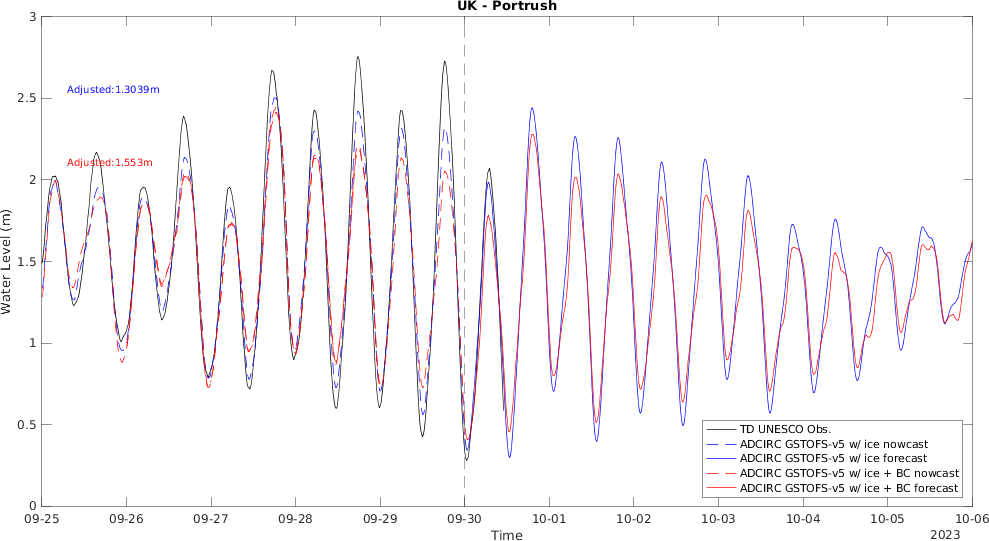 UK - Portrush
3
2.5
2
1.5
1
0.5
0
Water Level (m)
Adjusted:1.3039m
Adjusted:1.553m
TD UNESCO Obs.
ADCIRC GSTOFS-v5 w/ ice nowcast
ADCIRC GSTOFS-v5 w/ ice forecast
ADCIRC GSTOFS-v5 w/ ice + BC nowcast
ADCIRC GSTOFS-v5 w/ ice + BC forecast
09-25 09-26 09-27 09-28 09-29 09-30 10-01 10-02 10-03 10-04 10-05 10-06
Time
2023